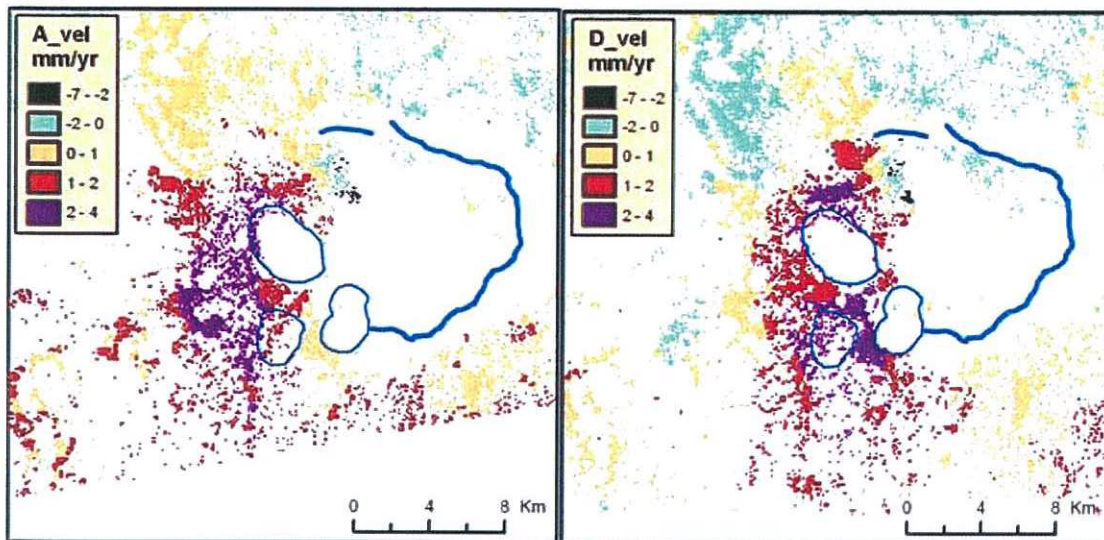 A_vel
mm/yr
-7 - -2
-2 - 0
0 - 1
1 - 2
2 - 4
0 4 8 Km
D_vel
mm/yr
-7 - -2
-2 - 0
0 - 1
1 - 2
2 - 4
0 4 8 Km